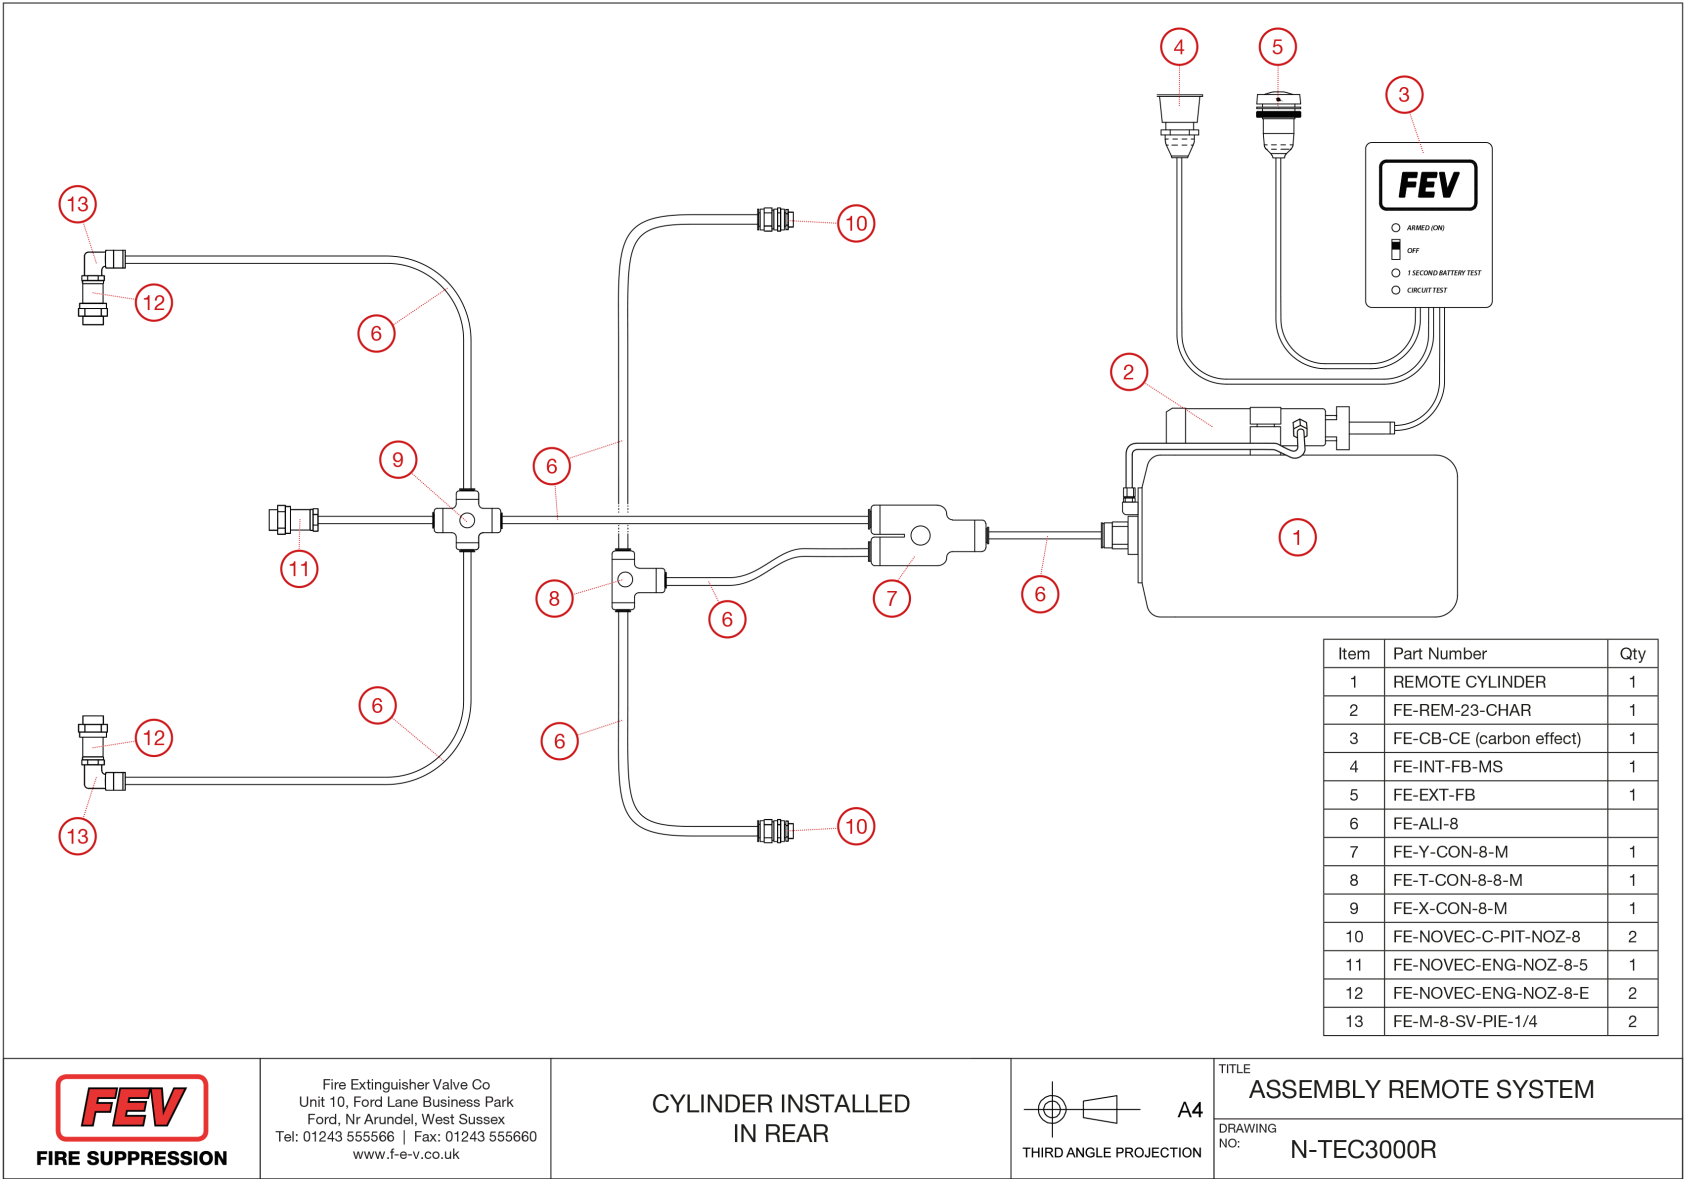 4
5
3
FEV
ARMED (ON)
OFF
1 SECOND BATTERY TEST
CIRCUIT TEST
13
10
12
6
2
9
6
11
1
8
7
6
6
6
12
6
13
10
Item Part Number Qty
1 REMOTE CYLINDER 1
2 FE-REM-23-CHAR 1
3 FE-CB-CE (carbon effect) 1
4 FE-INT-FB-MS 1
5 FE-EXT-FB 1
6 FE-ALI-8
7 FE-Y-CON-8-M 1
8 FE-T-CON-8-8-M 1
9 FE-X-CON-8-M 1
10 FE-NOVEC-C-PIT-NOZ-8 2
11 FE-NOVEC-ENG-NOZ-8-5 1
12 FE-NOVEC-ENG-NOZ-8-E 2
13 FE-M-8-SV-PIE-1/4 2
FEV
FIRE SUPPRESSION
Fire Extinguisher Valve Co
Unit 10, Ford Lane Business Park
Ford, Nr Arundel, West Sussex
Tel: 01243 555566 | Fax: 01243 555660
www.f-e-v.co.uk
CYLINDER INSTALLED
IN REAR
A4
THIRD ANGLE PROJECTION
TITLE
ASSEMBLY REMOTE SYSTEM
DRAWING
NO:
N-TEC3000R